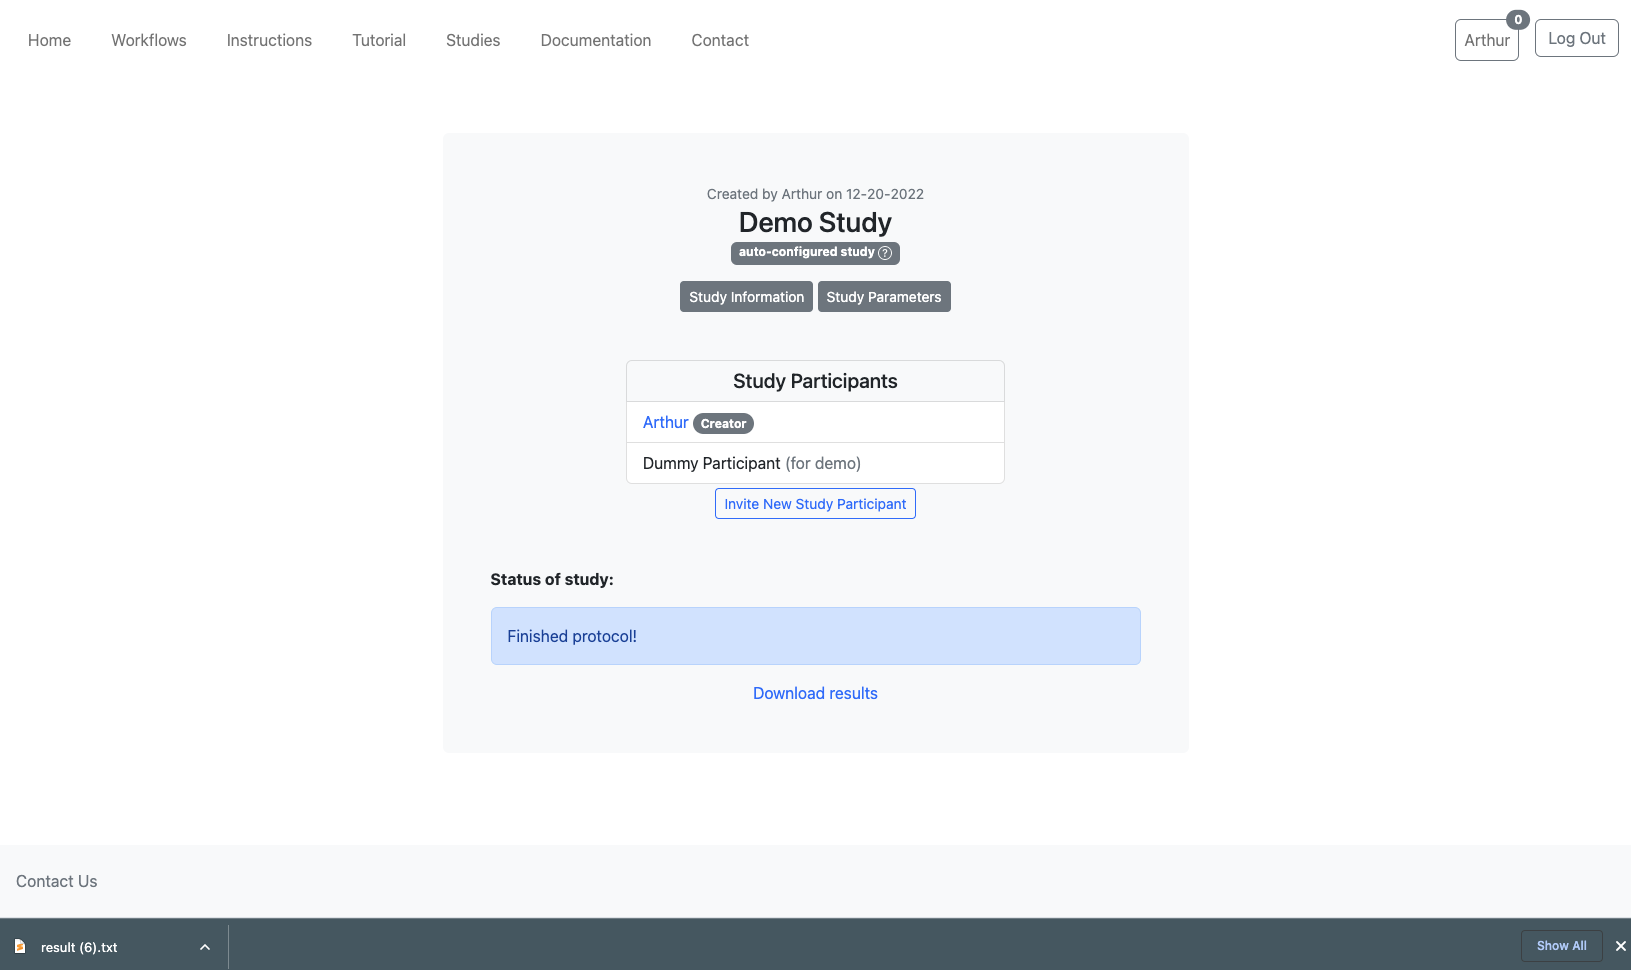 Home Workflows Instructions Tutorial Studies Documentation Contact Arthur 0 Log Out
Created by Arthur on 12-20-2022
Demo Study
auto-configured study ?
Study Information Study Parameters
Study Participants
Arthur Creator
Dummy Participant (for demo)
Invite New Study Participant
Status of study:
Finished protocol!
Download results
Contact Us
result (6).txt Show All